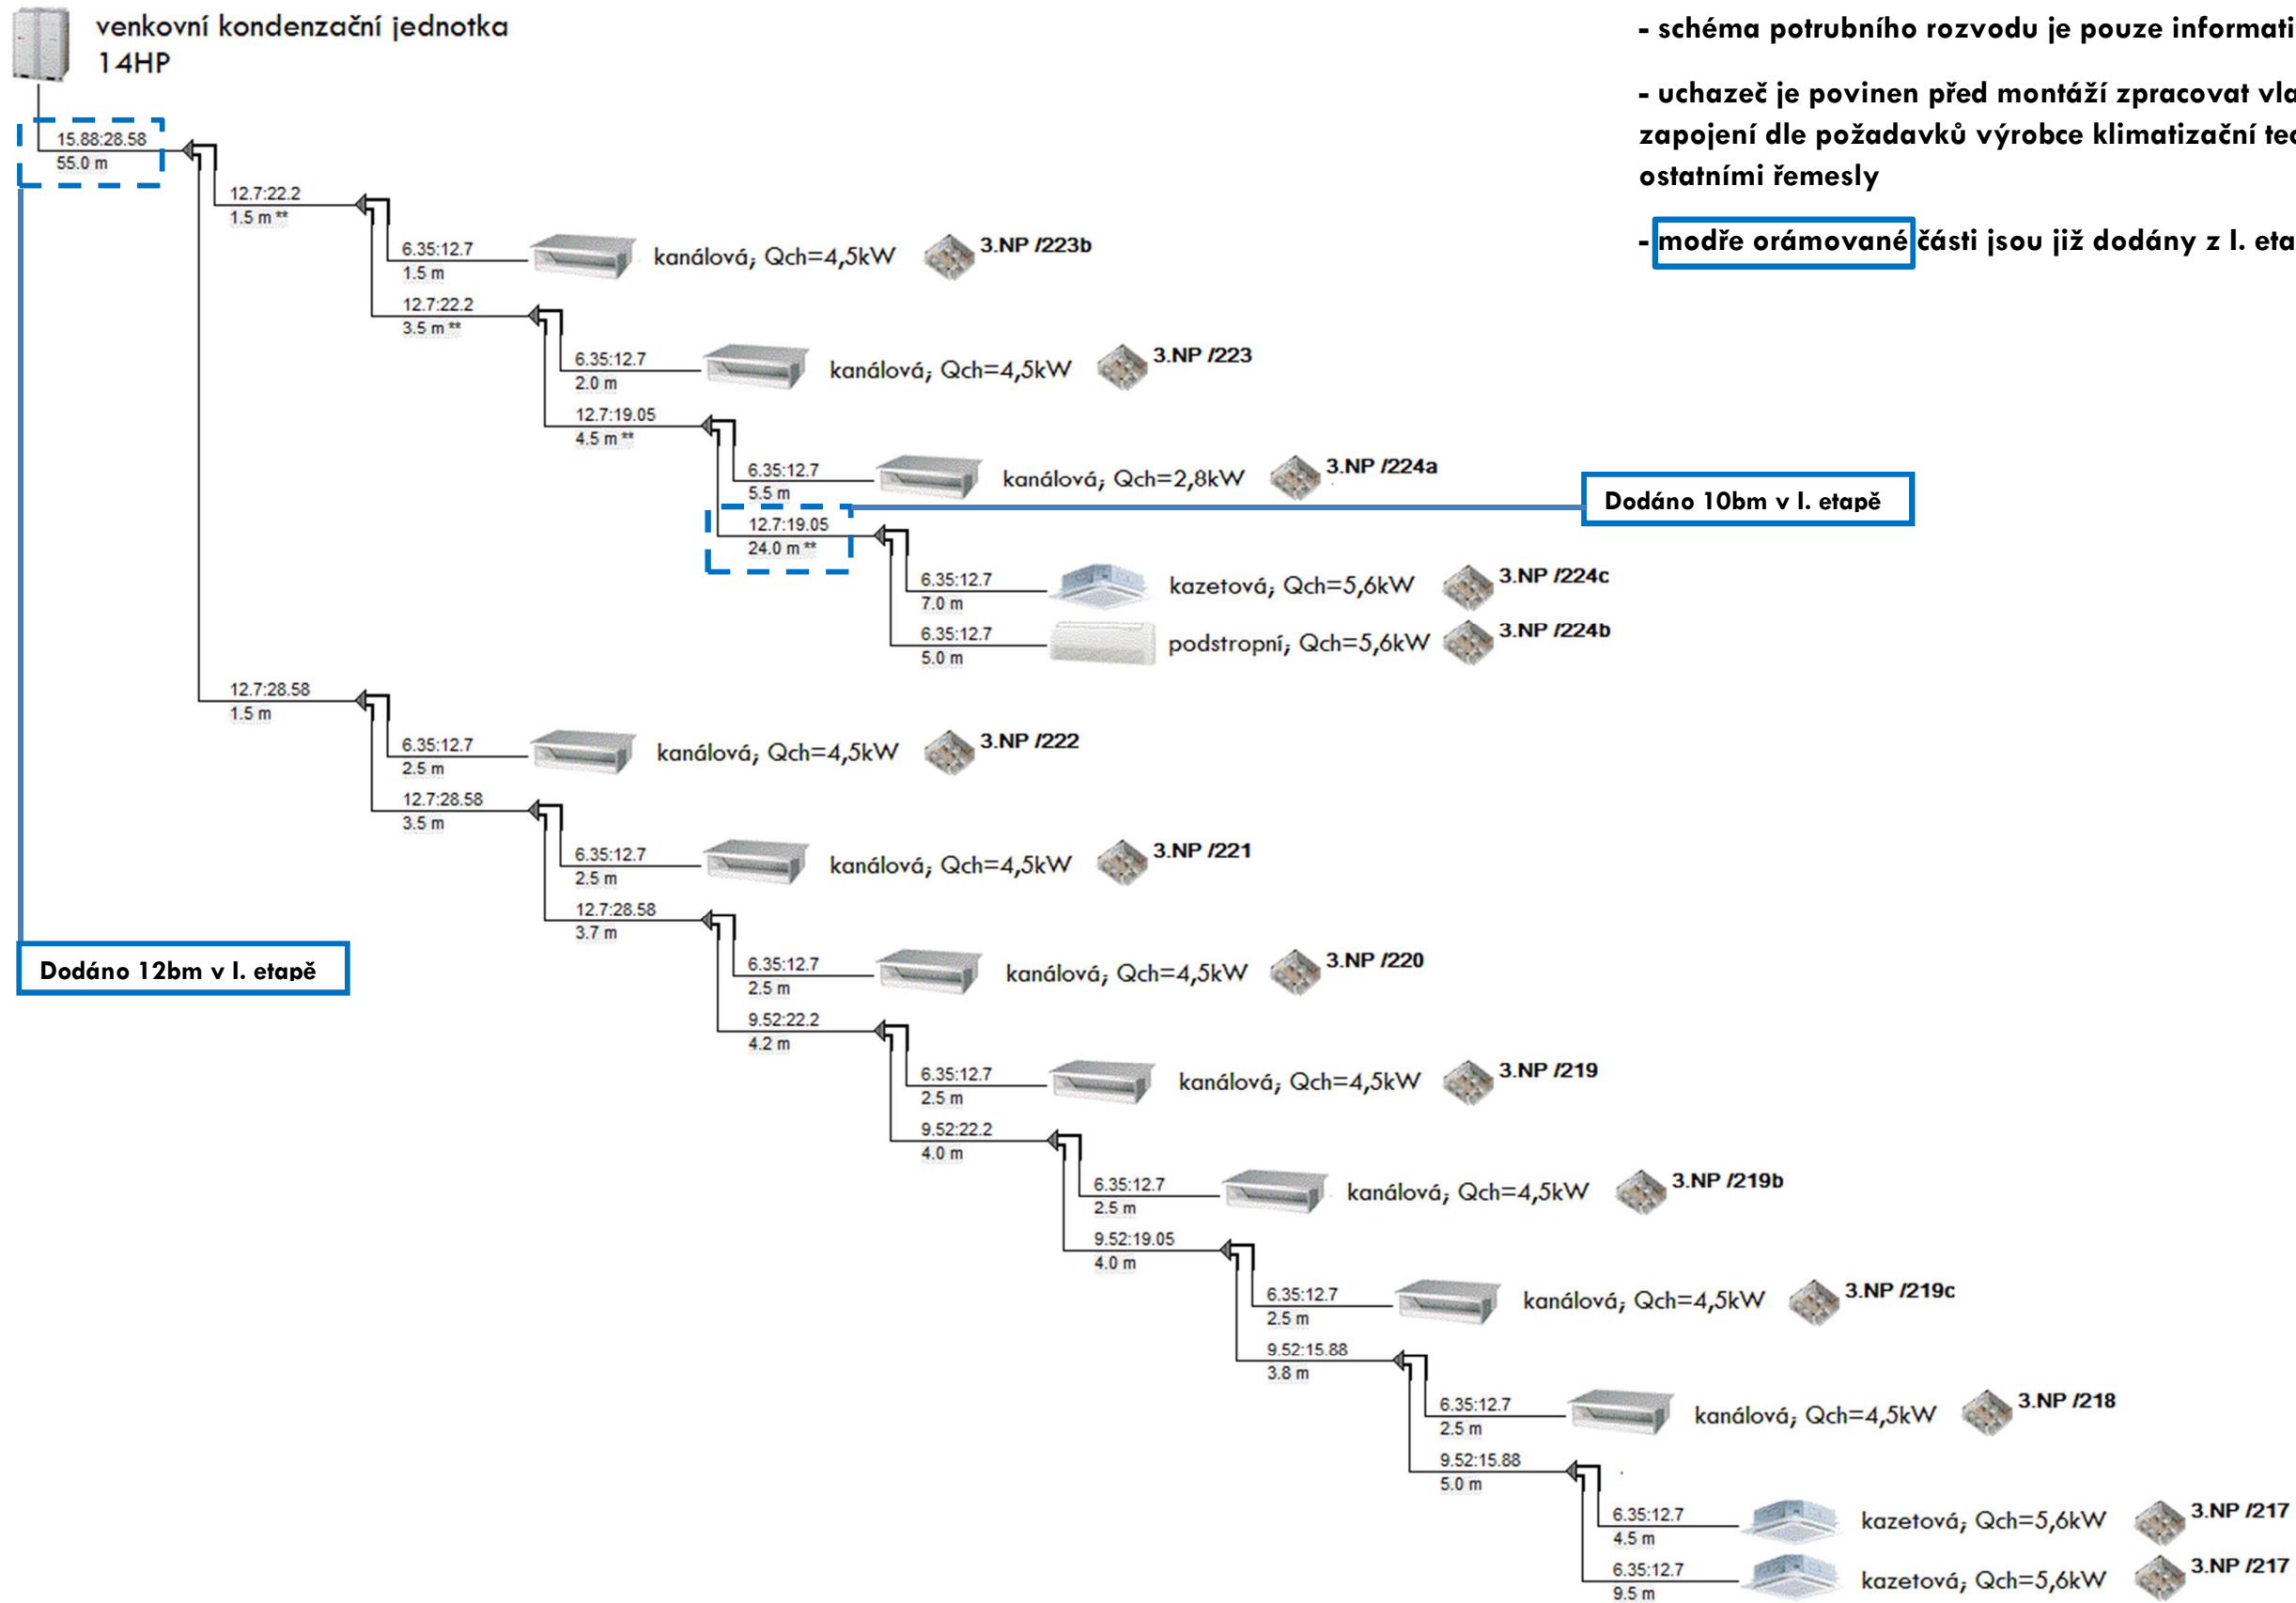 venkovní kondenzační jednotka
14HP
- schéma potrubního rozvodu je pouze informati
- uchazeč je povinen před montáží zpracovat vla
zapojení dle požadavků výrobce klimatizační tec
ostatními řemesly
- modře orámované části jsou již dodány z I. eta
15.88:28.58
55.0 m
12.7:22.2
1.5 m **
6.35:12.7
1.5 m
kanálová; Qch=4,5kW
3.NP /223b
12.7:22.2
3.5 m **
6.35:12.7
2.0 m
kanálová; Qch=4,5kW
3.NP /223
12.7:19.05
4.5 m **
6.35:12.7
5.5 m
kanálová; Qch=2,8kW
3.NP /224a
Dodáno 10bm v I. etapě
12.7:19.05
24.0 m **
6.35:12.7
7.0 m
kazetová; Qch=5,6kW
3.NP /224c
6.35:12.7
5.0 m
podstropní; Qch=5,6kW
3.NP /224b
12.7:28.58
1.5 m
6.35:12.7
2.5 m
kanálová; Qch=4,5kW
3.NP /222
12.7:28.58
3.5 m
6.35:12.7
2.5 m
kanálová; Qch=4,5kW
3.NP /221
12.7:28.58
3.7 m
Dodáno 12bm v I. etapě
6.35:12.7
2.5 m
kanálová; Qch=4,5kW
3.NP /220
9.52:22.2
4.2 m
6.35:12.7
2.5 m
kanálová; Qch=4,5kW
3.NP /219
9.52:22.2
4.0 m
6.35:12.7
2.5 m
kanálová; Qch=4,5kW
3.NP /219b
9.52:19.05
4.0 m
6.35:12.7
2.5 m
kanálová; Qch=4,5kW
3.NP /219c
9.52:15.88
3.8 m
6.35:12.7
2.5 m
kanálová; Qch=4,5kW
3.NP /218
9.52:15.88
5.0 m
6.35:12.7
4.5 m
kazetová; Qch=5,6kW
3.NP /217
6.35:12.7
9.5 m
kazetová; Qch=5,6kW
3.NP /217